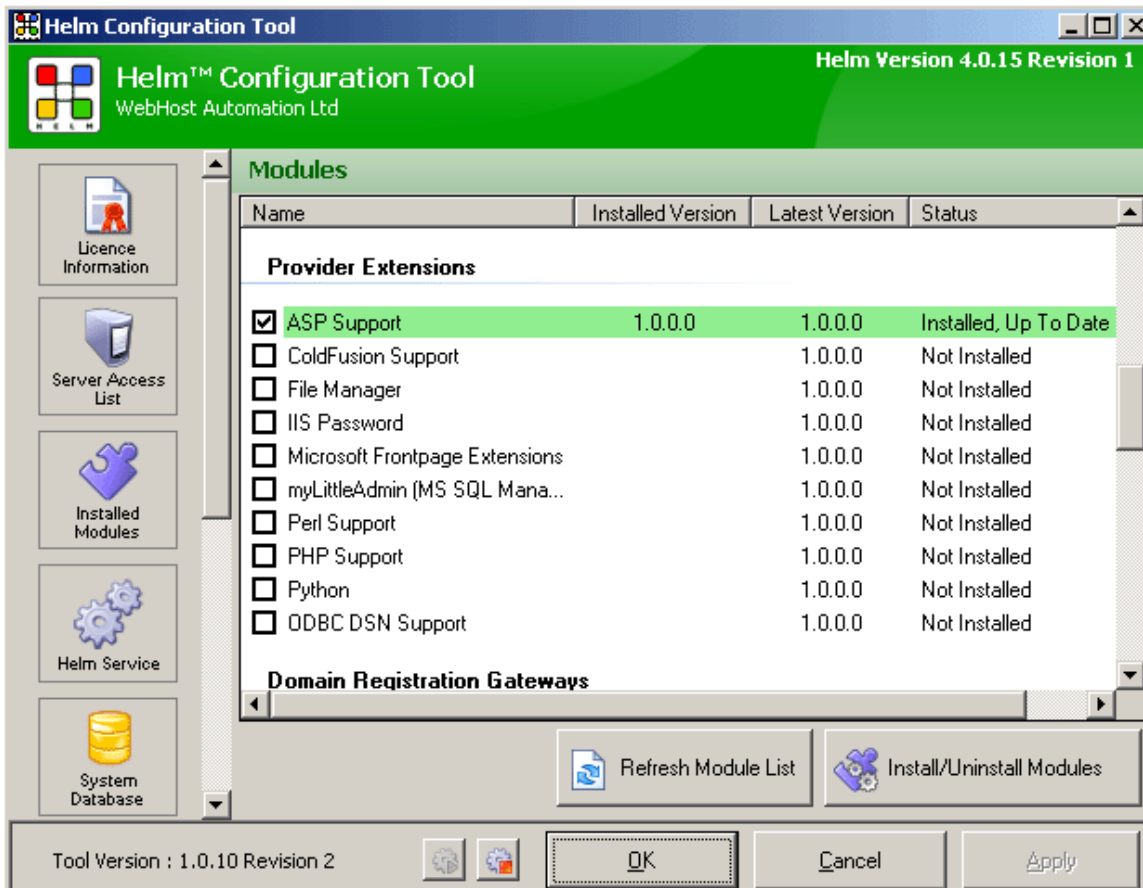 Helm Configuration Tool
Helm Version 4.0.15 Revision 1
Helm™ Configuration Tool
WebHost Automation Ltd
HELM
Licence
Information
Server Access
List
Installed
Modules
Helm Service
System
Database
Modules
Name Installed Version Latest Version Status
Provider Extensions
ASP Support 1.0.0.0 1.0.0.0 Installed, Up To Date
ColdFusion Support 1.0.0.0 Not Installed
File Manager 1.0.0.0 Not Installed
IIS Password 1.0.0.0 Not Installed
Microsoft Frontpage Extensions 1.0.0.0 Not Installed
myLittleAdmin (MS SQL Mana... 1.0.0.0 Not Installed
Perl Support 1.0.0.0 Not Installed
PHP Support 1.0.0.0 Not Installed
Python 1.0.0.0 Not Installed
ODBC DSN Support 1.0.0.0 Not Installed
Domain Registration Gateways
Refresh Module List
Install/Uninstall Modules
Tool Version : 1.0.10 Revision 2
OK
Cancel
Apply